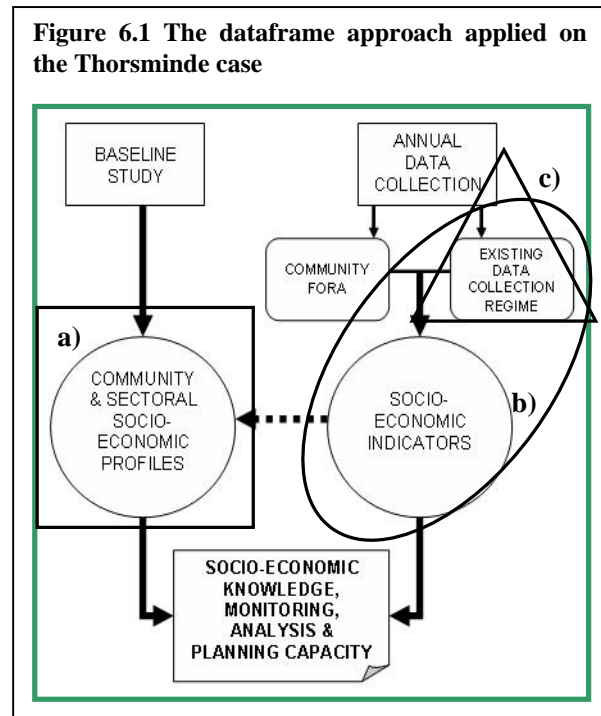 Figure 6.1 The dataframe approach applied on
the Thorsminde case
BASELINE
STUDY
ANNUAL
DATA
COLLECTION
c)
COMMUNITY
FORA
EXISTING
DATA
COLLECTION
REGIME
a)
COMMUNITY
& SECTORAL
SOCIO-
ECONOMIC
PROFILES
SOCIO-
ECONOMIC
INDICATORS
b)
SOCIO-ECONOMIC
KNOWLEDGE,
MONITORING,
ANALYSIS &
PLANNING CAPACITY